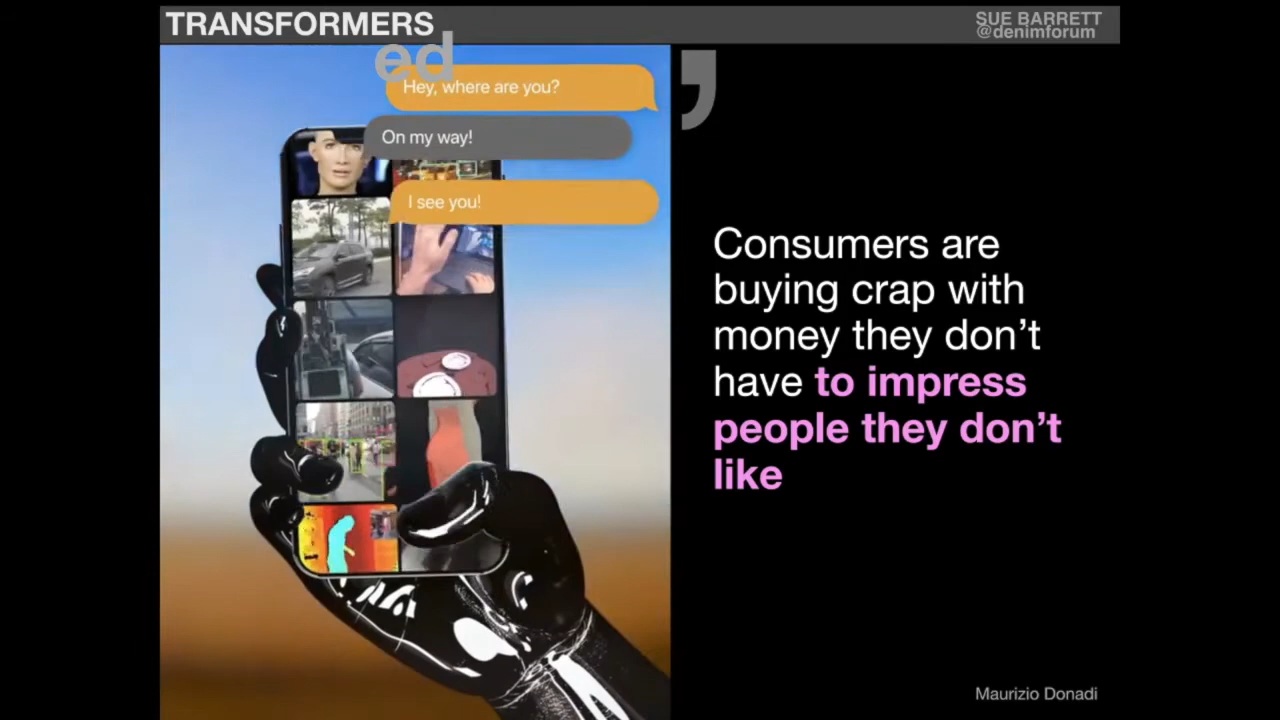 TRANSFORMERS
ed
SUE BARRETT
@denimforum
Hey, where are you?
On my way!
I see you!
,
Consumers are
buying crap with
money they don’t
have to impress
people they don’t
like
Maurizio Donadi